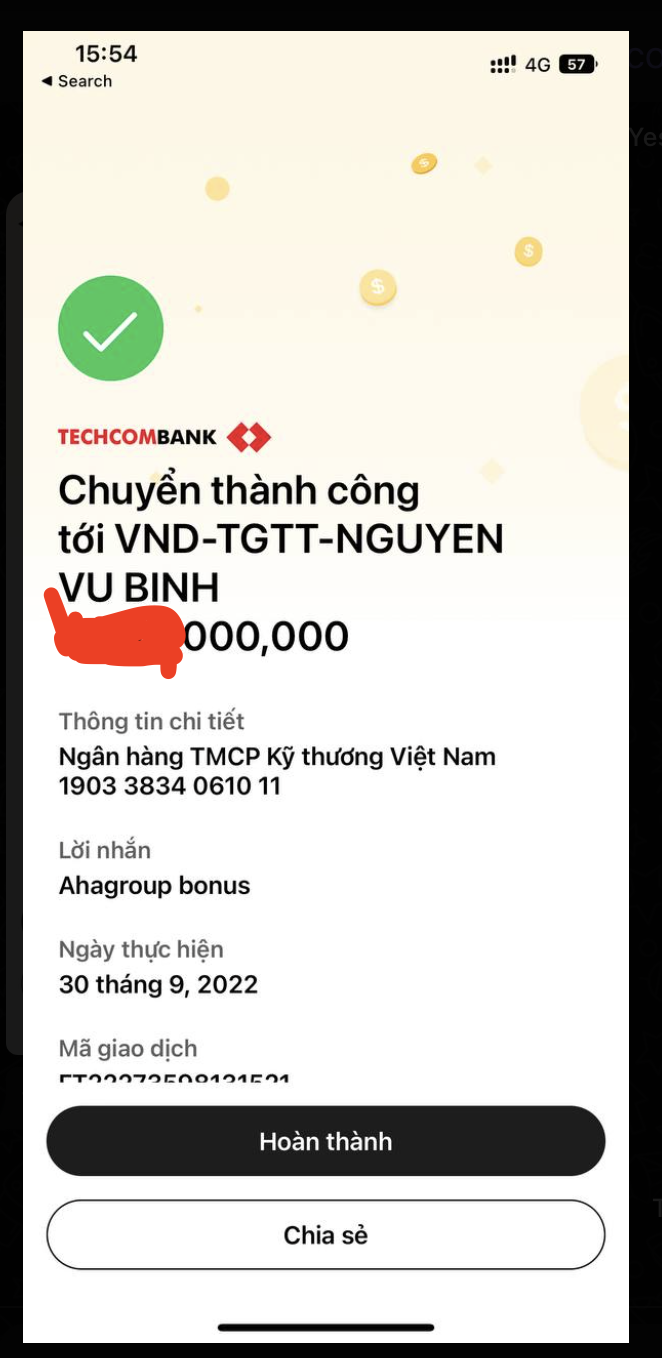 15:54
4G 57
◀ Search
TECHCOMBANK
Chuyển thành công
tới VND-TGTT-NGUYEN
VU BINH
000,000
Thông tin chi tiết
Ngân hàng TMCP Kỹ thương Việt Nam
1903 3834 0610 11
Lời nhắn
Ahagroup bonus
Ngày thực hiện
30 tháng 9, 2022
Mã giao dịch
Hoàn thành
Chia sẻ